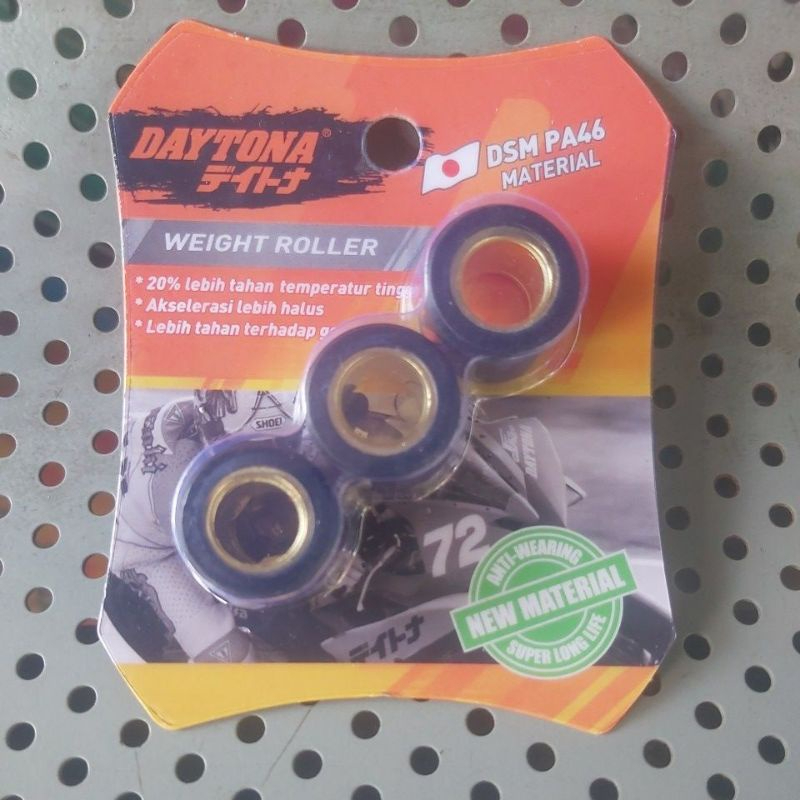 DAYTONA®
デイトナ
DSM PA46
MATERIAL
WEIGHT ROLLER
* 20% lebih tahan temperatur
* Akselerasi lebih halus
* Lebih tahan terhadap
SHOEI
DAYTONA
72
デイトナ
ANTI-WEARING
NEW MATERIAL
SUPER LONG LIFE